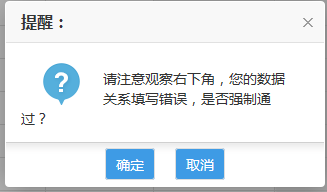 提醒：
请注意观察右下角，您的数据
关系填写错误，是否强制通
过？
确定 取消